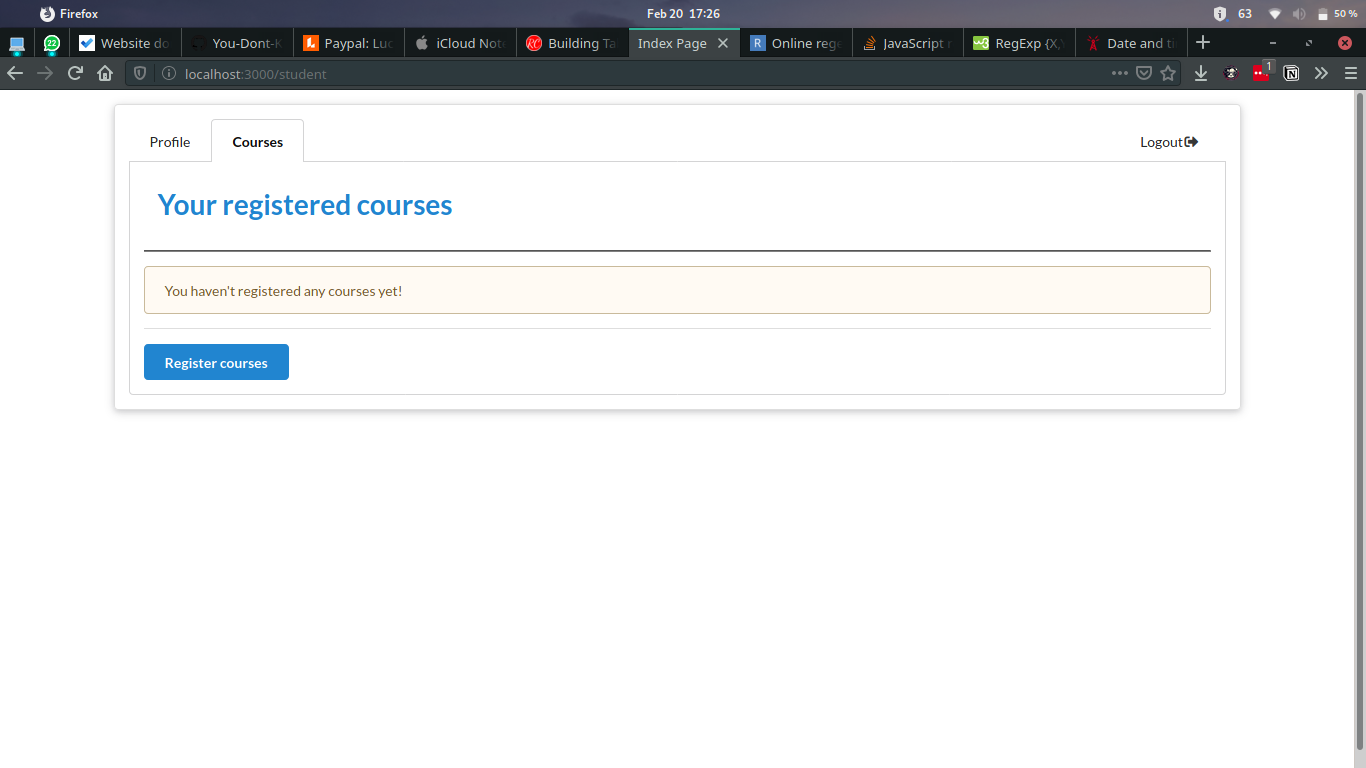 Firefox
Feb 20 17:26
63
50 %
22
Website do
You-Dont-K
Paypal: Luc
iCloud Note
RC
Building Ta
Index Page
R
Online rege
JavaScript r
w3
RegExp {X,
Date and ti
localhost:3000/student
1
Profile
Courses
Logout
Your registered courses
You haven't registered any courses yet!
Register courses